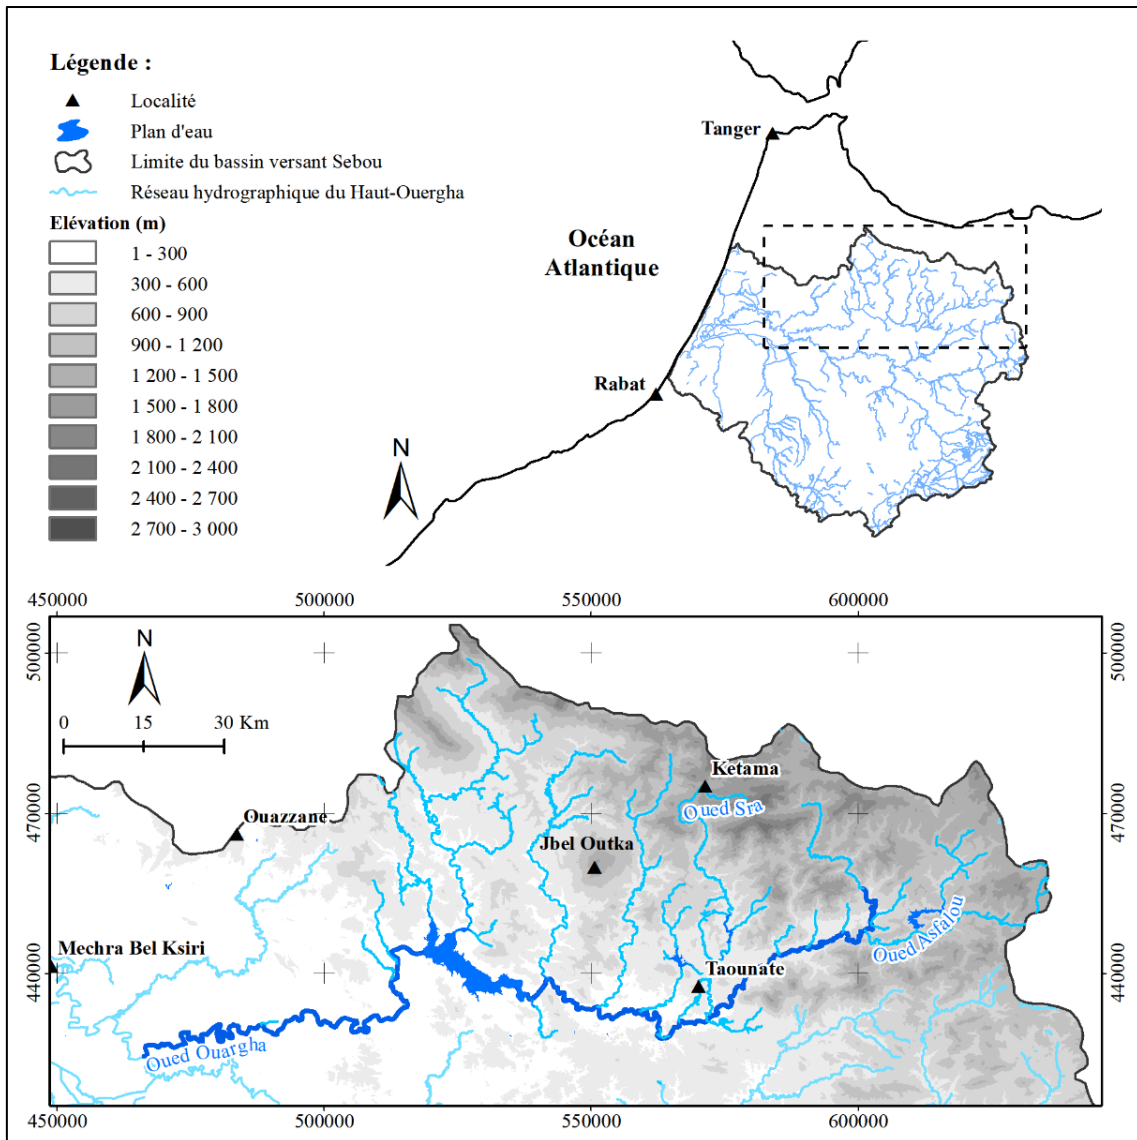 Légende :
Localité
Plan d'eau
Limite du bassin versant Sebou
Réseau hydrographique du Haut-Ouergha
Elévation (m)
1 - 300
300 - 600
600 - 900
900 - 1 200
1 200 - 1 500
1 500 - 1 800
1 800 - 2 100
2 100 - 2 400
2 400 - 2 700
2 700 - 3 000
Tanger
Océan
Atlantique
Rabat
N
450000
500000
550000
600000
500000
500000
N
0 15 30 Km
Ketama
Oued Sra
470000
470000
Ouazzane
Jbel Outka
Mechra Bel Ksiri
Oued Asfalou
440000
440000
Taounate
Oued Ouargha
450000
500000
550000
600000